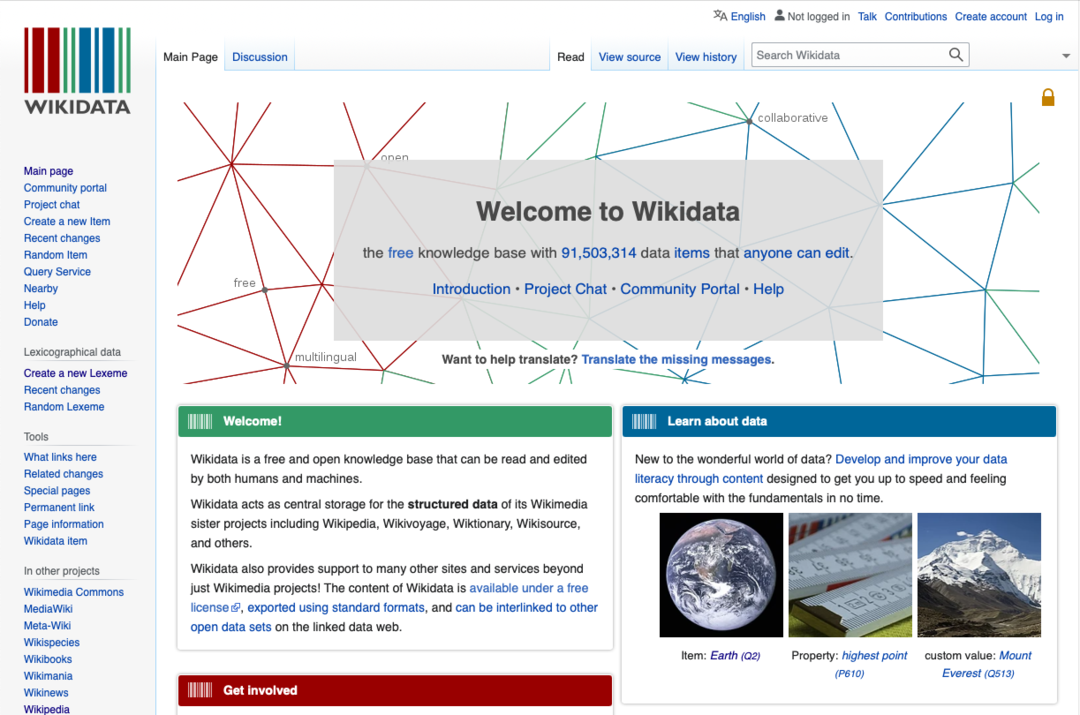 English Not logged in Talk Contributions Create account Log in
WIKIDATA
Main Page Discussion Read View source View history Search Wikidata
Main page
Community portal
Project chat
Create a new Item
Recent changes
Random Item
Query Service
Nearby
Help
Donate
Lexicographical data
Create a new Lexeme
Recent changes
Random Lexeme
Tools
What links here
Related changes
Special pages
Permanent link
Page information
Wikidata item
In other projects
Wikimedia Commons
MediaWiki
Meta-Wiki
Wikispecies
Wikibooks
Wikimania
Wikinews
Wikipedia
collaborative
open
free
multilingual
Welcome to Wikidata
the free knowledge base with 91,503,314 data items that anyone can edit.
Introduction • Project Chat • Community Portal • Help
Want to help translate? Translate the missing messages.
Welcome!
Wikidata is a free and open knowledge base that can be read and edited
by both humans and machines.
Wikidata acts as central storage for the structured data of its Wikimedia
sister projects including Wikipedia, Wikivoyage, Wiktionary, Wikisource,
and others.
Wikidata also provides support to many other sites and services beyond
just Wikimedia projects! The content of Wikidata is available under a free
license, exported using standard formats, and can be interlinked to other
open data sets on the linked data web.
Get involved
Learn about data
New to the wonderful world of data? Develop and improve your data
literacy through content designed to get you up to speed and feeling
comfortable with the fundamentals in no time.
Item: Earth (Q2)
Property: highest point
(P610)
custom value: Mount
Everest (Q513)